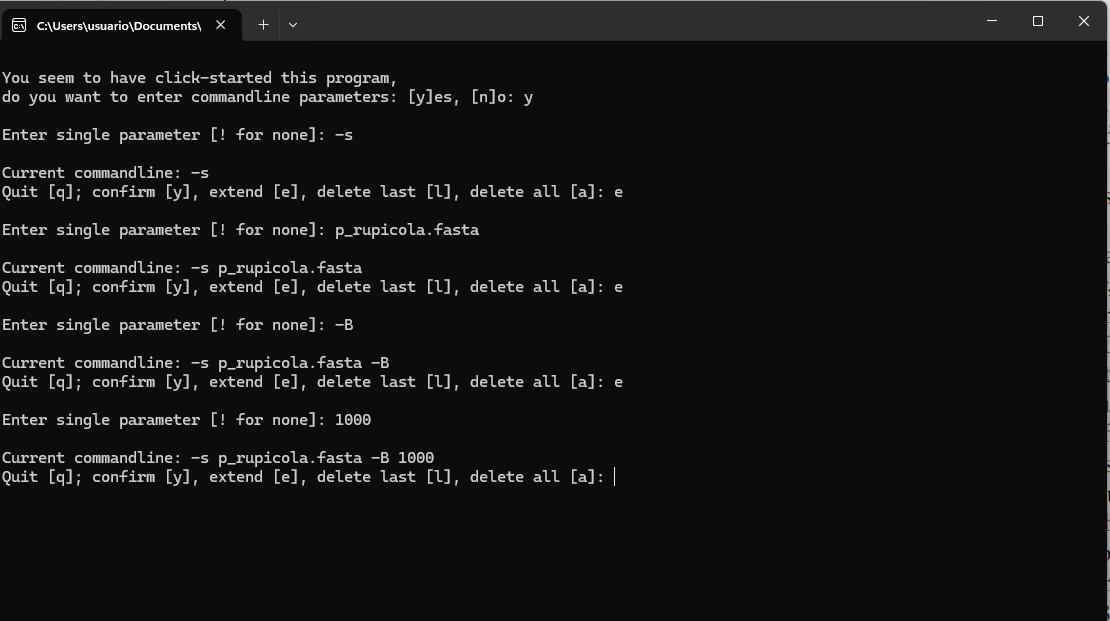 C:\Users\usuario\Documents\
You seem to have click-started this program,
do you want to enter commandline parameters: [y]es, [n]o: y
Enter single parameter [! for none]: -s
Current commandline: -s
Quit [q]; confirm [y], extend [e], delete last [l], delete all [a]: e
Enter single parameter [! for none]: p_rupicola.fasta
Current commandline: -s p_rupicola.fasta
Quit [q]; confirm [y], extend [e], delete last [l], delete all [a]: e
Enter single parameter [! for none]: -B
Current commandline: -s p_rupicola.fasta -B
Quit [q]; confirm [y], extend [e], delete last [l], delete all [a]: e
Enter single parameter [! for none]: 1000
Current commandline: -s p_rupicola.fasta -B 1000
Quit [q]; confirm [y], extend [e], delete last [l], delete all [a]: